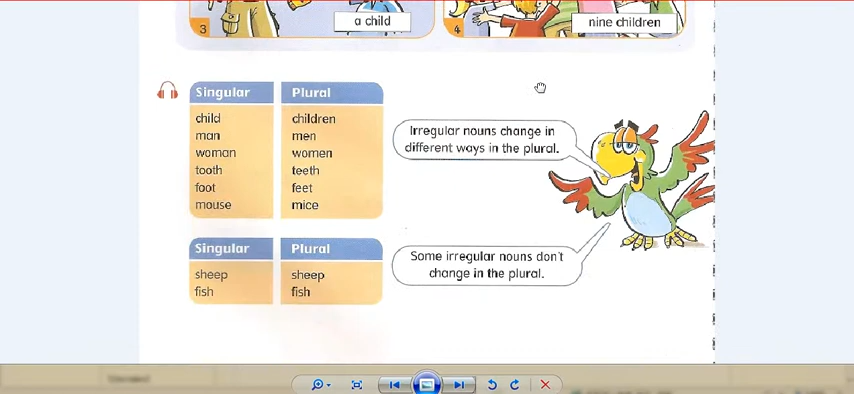 3
a child
4
nine children
Singular Plural
child children
man men
woman women
tooth teeth
foot feet
mouse mice
Irregular nouns change in
different ways in the plural.
Singular Plural
sheep sheep
fish fish
Some irregular nouns don't
change in the plural.